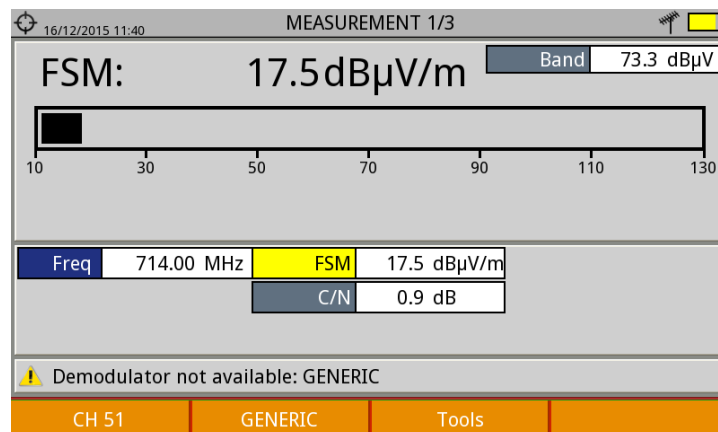 16/12/2015 11:40 MEASUREMENT 1/3
FSM: 17.5dBµV/m Band 73.3 dBµV
10 30 50 70 90 110 130
Freq 714.00 MHz FSM 17.5 dBµV/m
C/N 0.9 dB
Demodulator not available: GENERIC
CH 51 GENERIC Tools